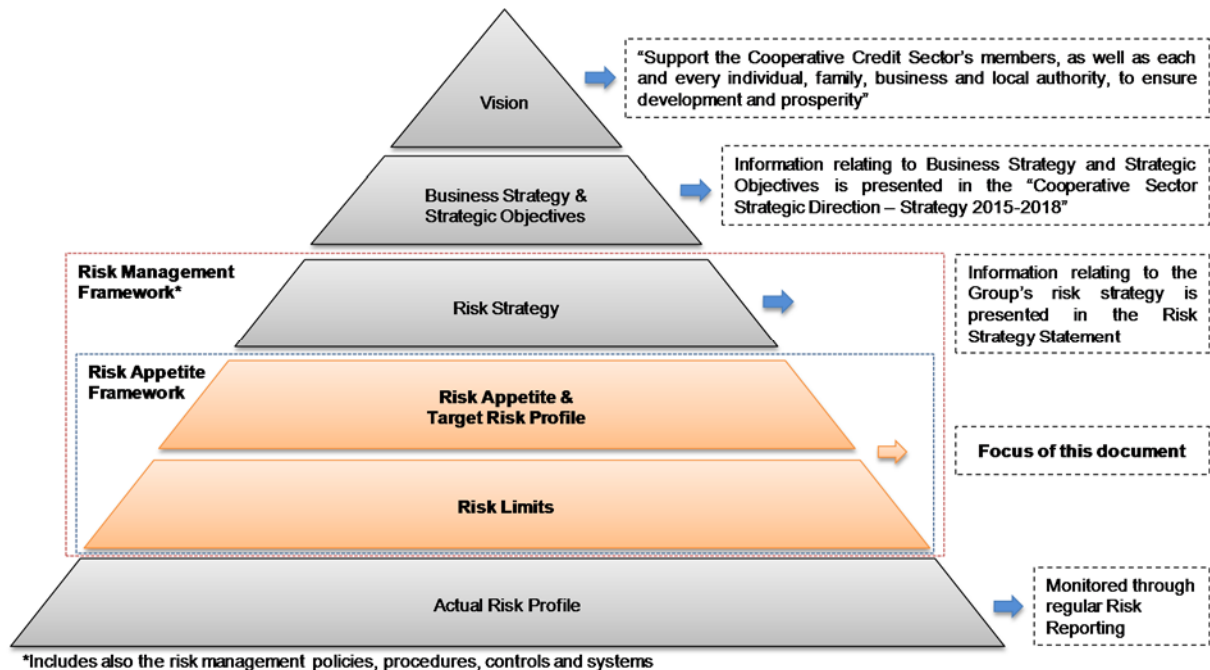 Vision
“Support the Cooperative Credit Sector’s members, as well as each
and every individual, family, business and local authority, to ensure
development and prosperity”
Business Strategy &
Strategic Objectives
Information relating to Business Strategy and Strategic
Objectives is presented in the “Cooperative Sector
Strategic Direction – Strategy 2015-2018”
Risk Management
Framework*
Risk Strategy
Information relating to the
Group’s risk strategy is
presented in the Risk
Strategy Statement
Risk Appetite
Framework
Risk Appetite &
Target Risk Profile
Focus of this document
Risk Limits
Actual Risk Profile
Monitored through
regular Risk
Reporting
*Includes also the risk management policies, procedures, controls and systems